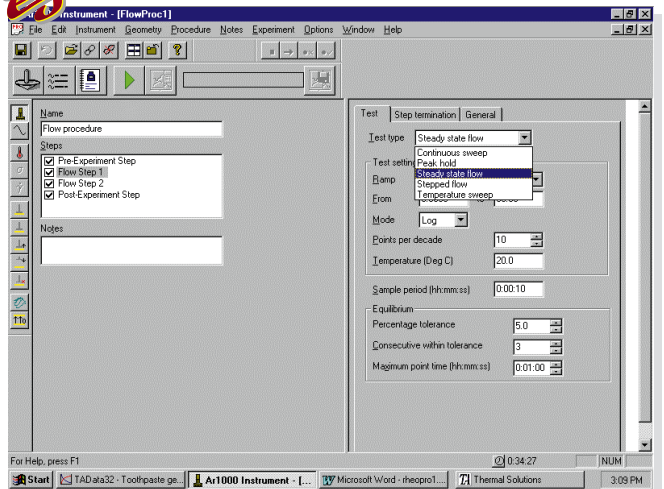 Instrument - [FlowProc1]
File Edit Instrument Geometry Procedure Notes Experiment Options Window Help
Name
Flow procedure
Steps
Pre-Experiment Step
Flow Step 1
Flow Step 2
Post-Experiment Step
Notes
Test Step termination General
Test type Steady state flow
Continuous sweep
Peak hold
Steady state flow
Stepped flow
Temperature sweep
Test setting
Ramp
From
Mode Log
Points per decade 10
Temperature (Deg C) 20.0
Sample period (hh:mm:ss) 0:00:10
Equilibrium
Percentage tolerance 5.0
Consecutive within tolerance 3
Maximum point time (hh:mm:ss) 0:01:00
For Help, press F1 0:34:27 NUM
Start TAData32 - Toothpaste ge... Ar1000 Instrument - [... Microsoft Word - rheopro1.... Thermal Solutions 3:09 PM